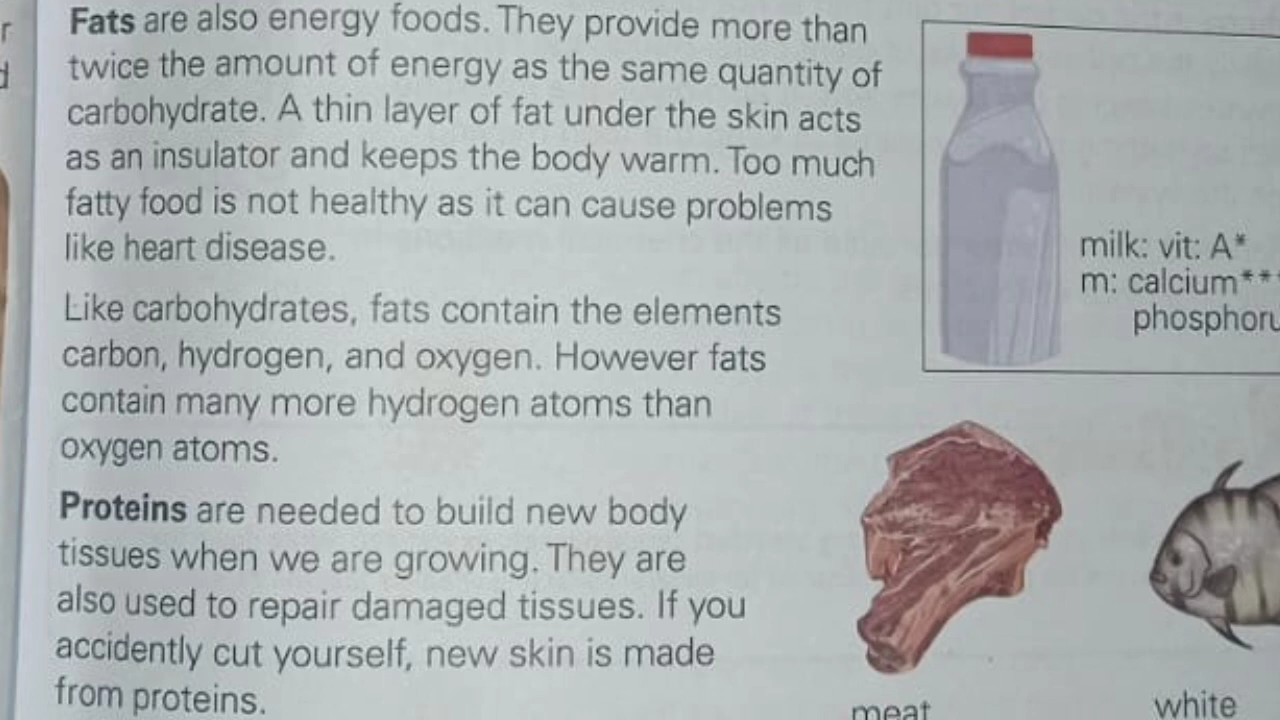 Fats are also energy foods. They provide more than
twice the amount of energy as the same quantity of
carbohydrate. A thin layer of fat under the skin acts
as an insulator and keeps the body warm. Too much
fatty food is not healthy as it can cause problems
like heart disease.
Like carbohydrates, fats contain the elements
carbon, hydrogen, and oxygen. However fats
contain many more hydrogen atoms than
oxygen atoms.
Proteins are needed to build new body
tissues when we are growing. They are
also used to repair damaged tissues. If you
accidently cut yourself, new skin is made
from proteins.
milk: vit: A*
m: calcium***
phosphoru
meat
white